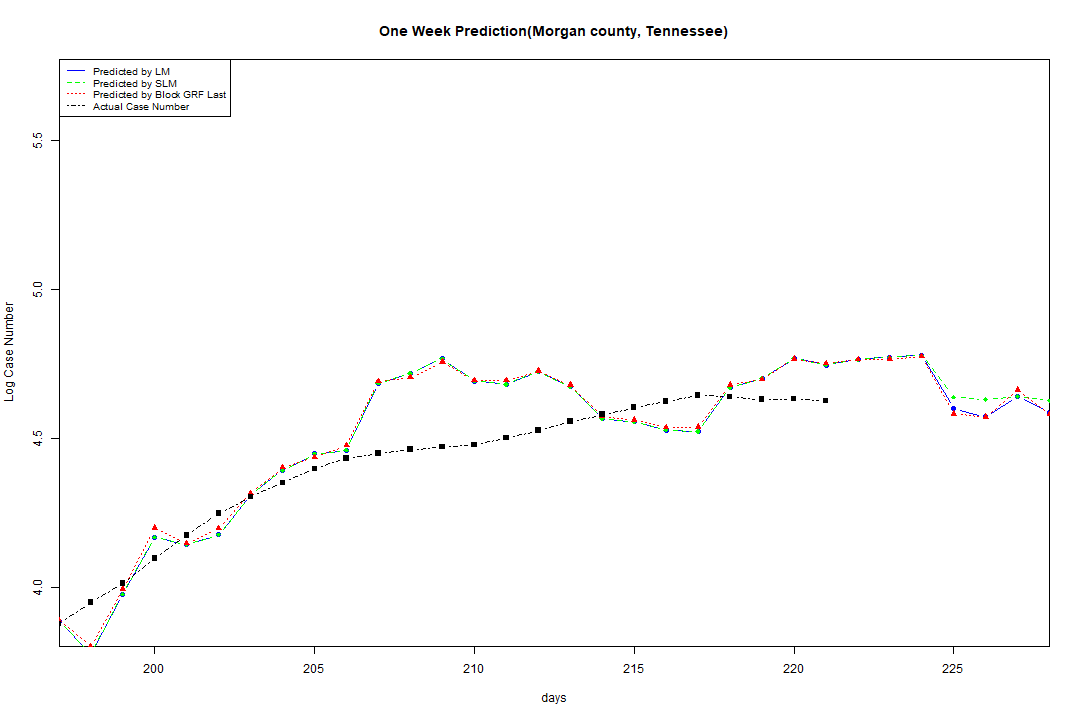 One Week Prediction(Morgan county, Tennessee)
Predicted by LM
Predicted by SLM
Predicted by Block GRF Last
Actual Case Number
5.5
5.0
4.5
4.0
Log Case Number
200 205 210 215 220 225
days